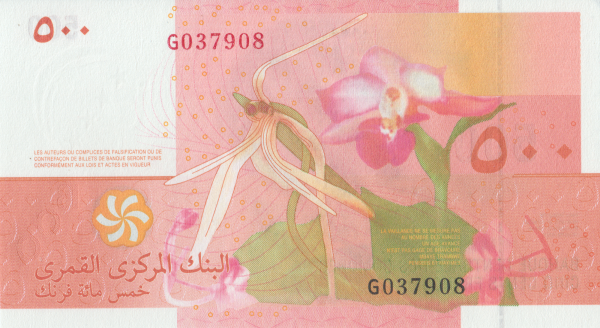 ٥٠٠
G037908
LES AUTEURS OU COMPLICES DE FALSIFICATION OU DE
CONTREFAÇON DE BILLETS DE BANQUE SERONT PUNIS
CONFORMEMENT AUX LOIS ET ACTES EN VIGUEUR
٥٠٠
البنك المركزي القمري
خمس مائة فرنك
G037908